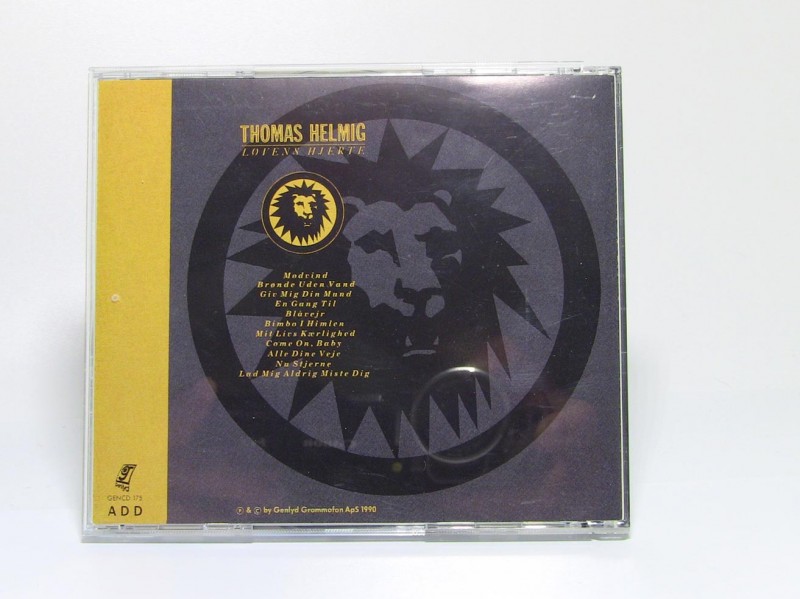 THOMAS HELMIG
LØVENS HJERTE
Modvind
Brønde Uden Vand
Giv Mig Din Mund
En Gang Til
Blåvejr
Bimbo I Himlen
Mit Livs Kærlighed
Come On, Baby
Alle Dine Veje
Nu Stjerne
Lad Mig Aldrig Miste Dig
GENCD 175
ADD
℗ & © by Genlyd Grammofon ApS 1990